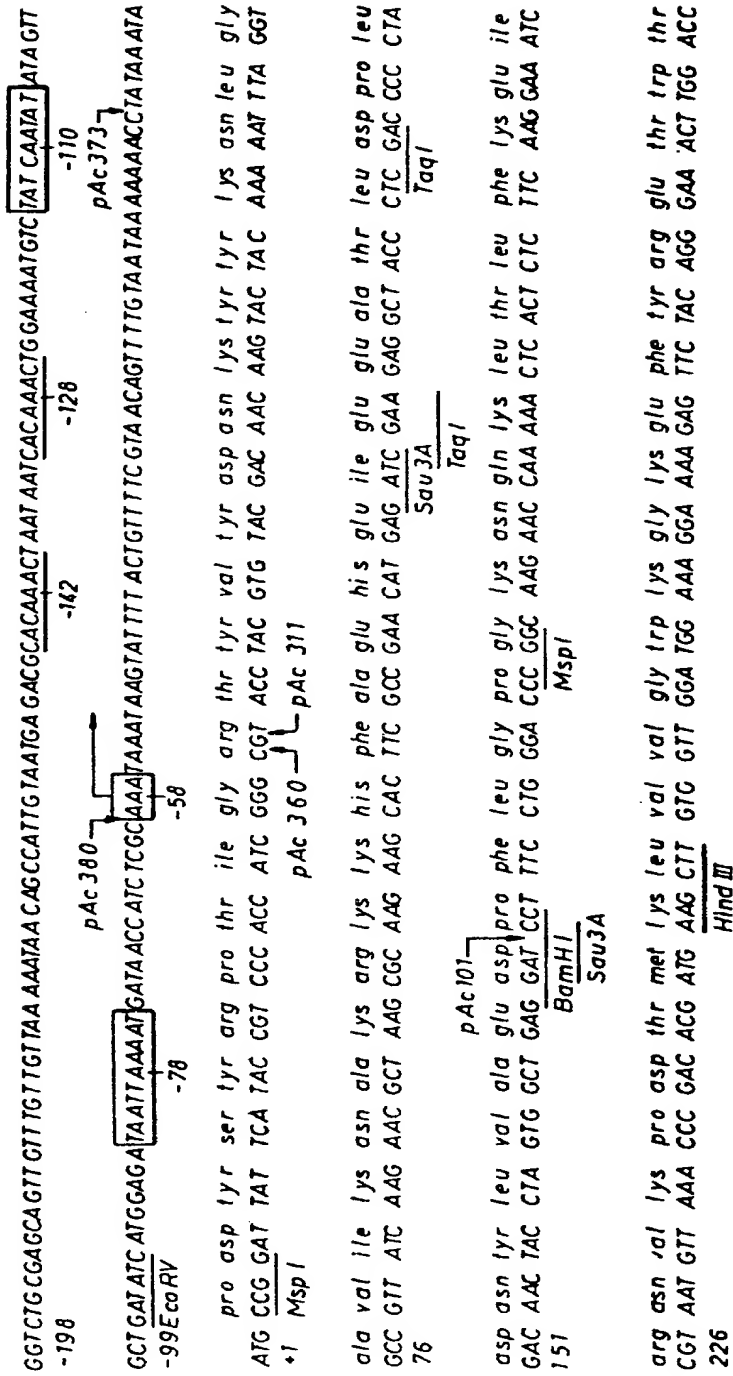 GGTCTGCGAGCAGTTGTTTGTTGTTAAAAATAACAGCCATTGTAATGAGACGCACAAACTAATAATCACAAACTGGAAAATGTCTATCAATATATAGTT
-198 -142 -128 -110
pAc380 pAc373
GCTGATATCATGGAGATAATTAAAATGATAACCATCTCGCAAATAAATAAGTATTTTACTGTTTTCGTAACAGTTTTGTAATAAAAAAACCTATAAATA
-99 EcoRV -78 -58
pro asp tyr ser tyr arg pro thr ile gly arg thr tyr val tyr asp asn lys tyr tyr lys asn leu gly
ATG CCG GAT TAT TCA TAC CGT CCC ACC ATC GGG CGT ACC TAC GTG TAC GAC AAC AAG TAC TAC AAA AAT TTA GGT
+1 MspI pAc 360 pAc 311
ala val ile lys asn ala lys arg lys lys his phe ala glu his glu ile glu glu ala thr leu asp pro leu
GCC GTT ATC AAG AAC GCT AAG CGC AAG AAG CAC TTC GCC GAA CAT GAG ATC GAA GAG GCT ACC CTC GAC CCC CTA
76 Sau3A TaqI TaqI
pAc101
asp asn tyr leu val ala glu asp pro phe leu gly pro gly lys asn gln lys leu thr leu phe lys glu ile
GAC AAC TAC CTA GTG GCT GAG GAT CCT TTC CTG GGA CCC GGC AAG AAC CAA AAA CTC ACT CTC TTC AAG GAA ATC
151 BamHI Sau3A MspI
arg asn val lys pro asp thr met lys leu val val gly trp lys gly lys glu phe tyr arg glu thr trp thr
CGT AAT GTT AAA CCC GAC ACG ATG AAG CTT GTG GTT GGA TGG AAA GGA AAA GAG TTC TAC AGG GAA ACT TGG ACC
226 HindIII